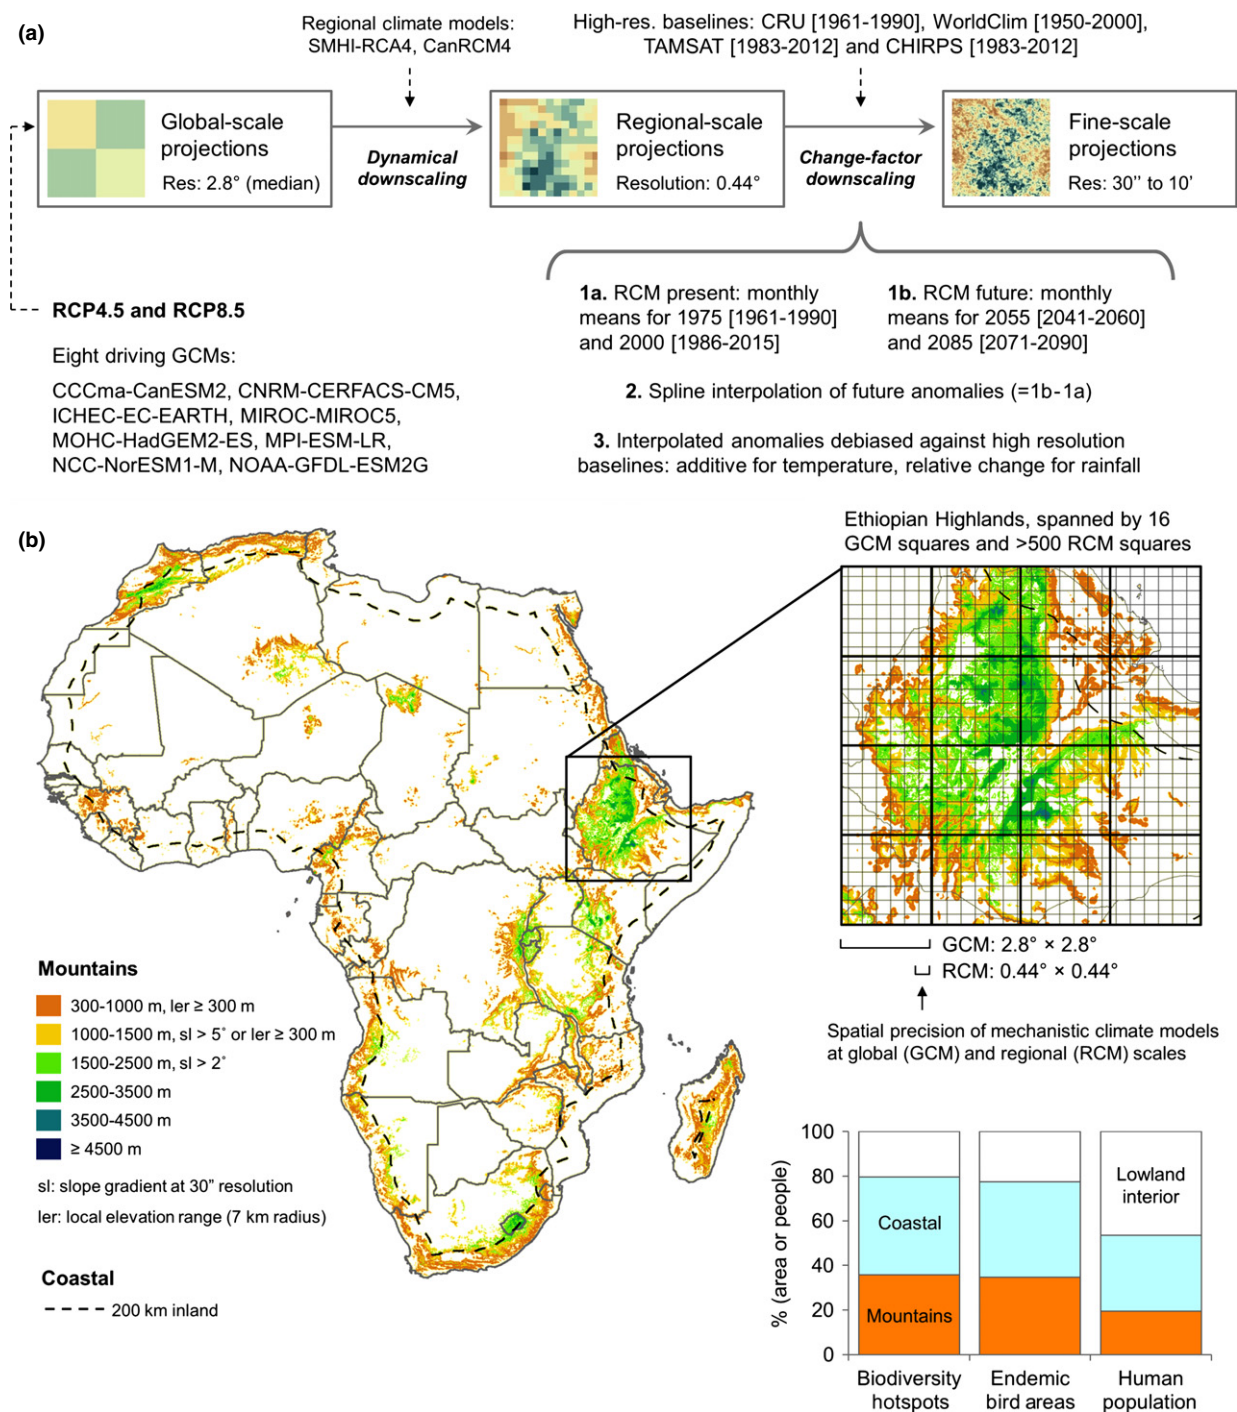 (a)
Regional climate models:
SMHI-RCA4, CanRCM4
High-res. baselines: CRU [1961-1990], WorldClim [1950-2000],
TAMSAT [1983-2012] and CHIRPS [1983-2012]
Global-scale
projections
Res: 2.8° (median)
Dynamical
downscaling
Regional-scale
projections
Resolution: 0.44°
Change-factor
downscaling
Fine-scale
projections
Res: 30'' to 10'
RCP4.5 and RCP8.5
Eight driving GCMs:
CCCma-CanESM2, CNRM-CERFACS-CM5,
ICHEC-EC-EARTH, MIROC-MIROC5,
MOHC-HadGEM2-ES, MPI-ESM-LR,
NCC-NorESM1-M, NOAA-GFDL-ESM2G
1a. RCM present: monthly
means for 1975 [1961-1990]
and 2000 [1986-2015]
1b. RCM future: monthly
means for 2055 [2041-2060]
and 2085 [2071-2090]
2. Spline interpolation of future anomalies (=1b-1a)
3. Interpolated anomalies debiased against high resolution
baselines: additive for temperature, relative change for rainfall
(b)
Ethiopian Highlands, spanned by 16
GCM squares and >500 RCM squares
GCM: 2.8° × 2.8°
RCM: 0.44° × 0.44°
Spatial precision of mechanistic climate models
at global (GCM) and regional (RCM) scales
Mountains
300-1000 m, ler ≥ 300 m
1000-1500 m, sl > 5° or ler ≥ 300 m
1500-2500 m, sl > 2°
2500-3500 m
3500-4500 m
≥ 4500 m
sl: slope gradient at 30" resolution
ler: local elevation range (7 km radius)
Coastal
200 km inland
% (area or people)
100
80
60
40
20
0
Coastal
Mountains
Lowland
interior
Biodiversity
hotspots
Endemic
bird areas
Human
population